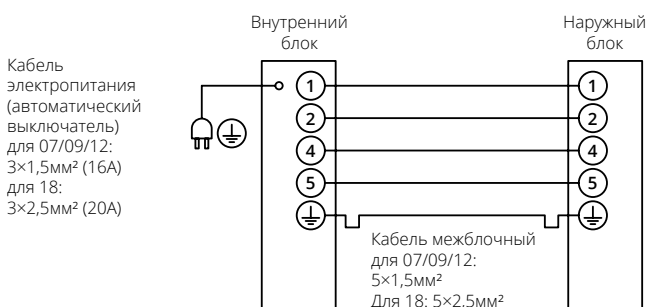 Внутренний
блок
Наружный
блок
Кабель
электропитания
(автоматический
выключатель)
для 07/09/12:
3×1,5мм² (16А)
для 18:
3×2,5мм² (20А)
1
1
2
2
4
4
5
5
Кабель межблочный
для 07/09/12:
5×1,5мм²
Для 18: 5×2,5мм²